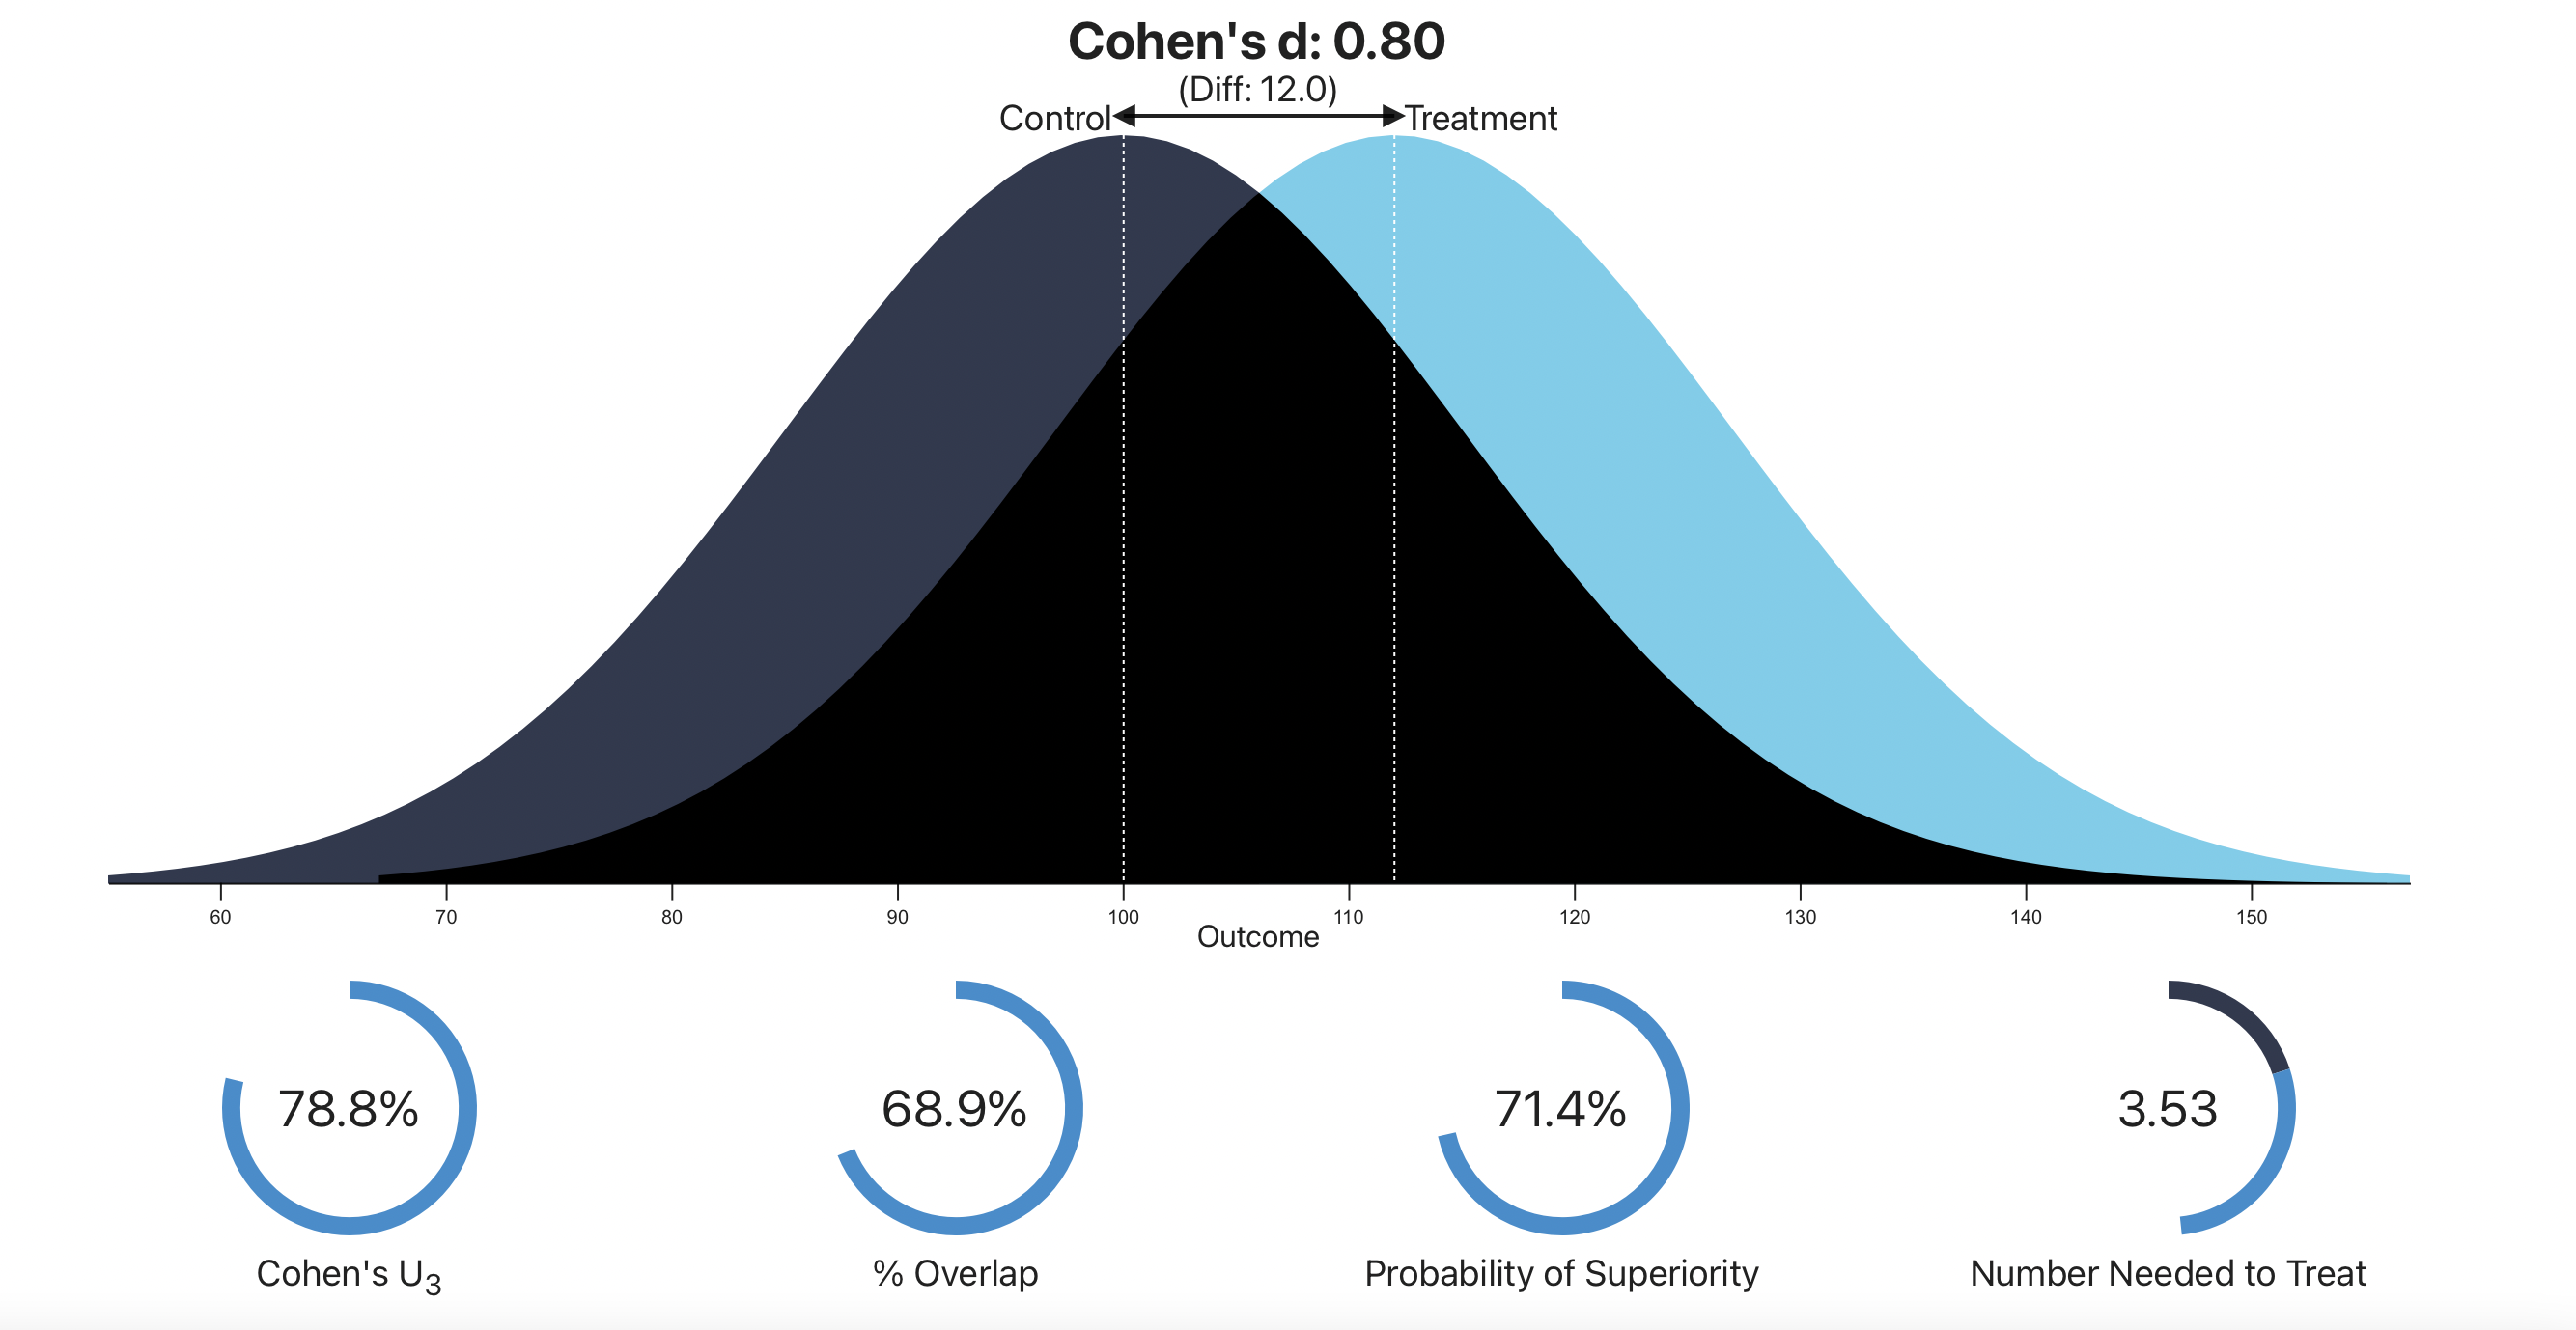 Cohen's d: 0.80
(Diff: 12.0)
Control Treatment
60 70 80 90 100 110 120 130 140 150
Outcome
78.8% 68.9% 71.4% 3.53
Cohen's U3 % Overlap Probability of Superiority Number Needed to Treat